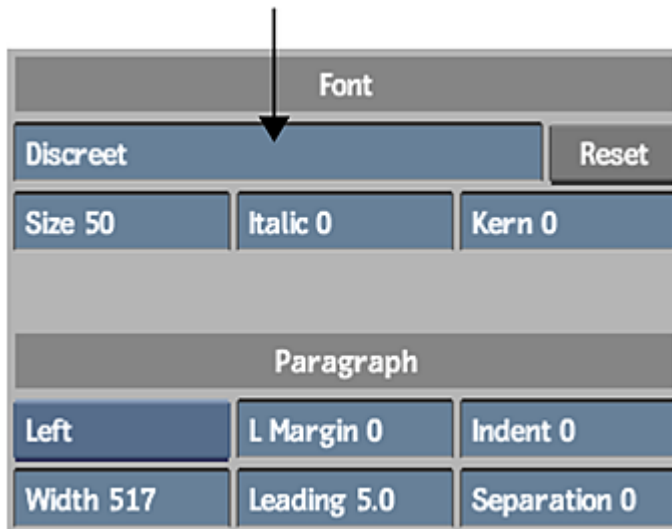 Font
Discreet Reset
Size 50 Italic 0 Kern 0
Paragraph
Left L Margin 0 Indent 0
Width 517 Leading 5.0 Separation 0